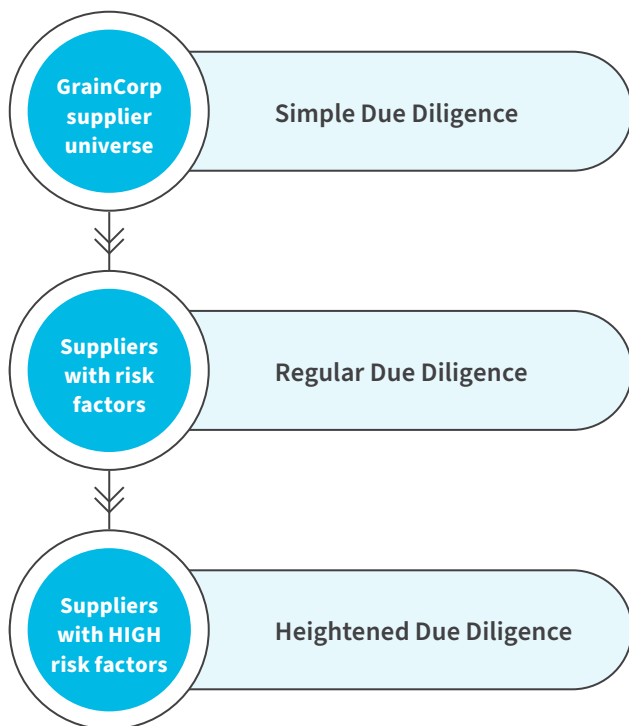 GrainCorp
supplier
universe
Simple Due Diligence
Suppliers
with risk
factors
Regular Due Diligence
Suppliers
with HIGH
risk factors
Heightened Due Diligence